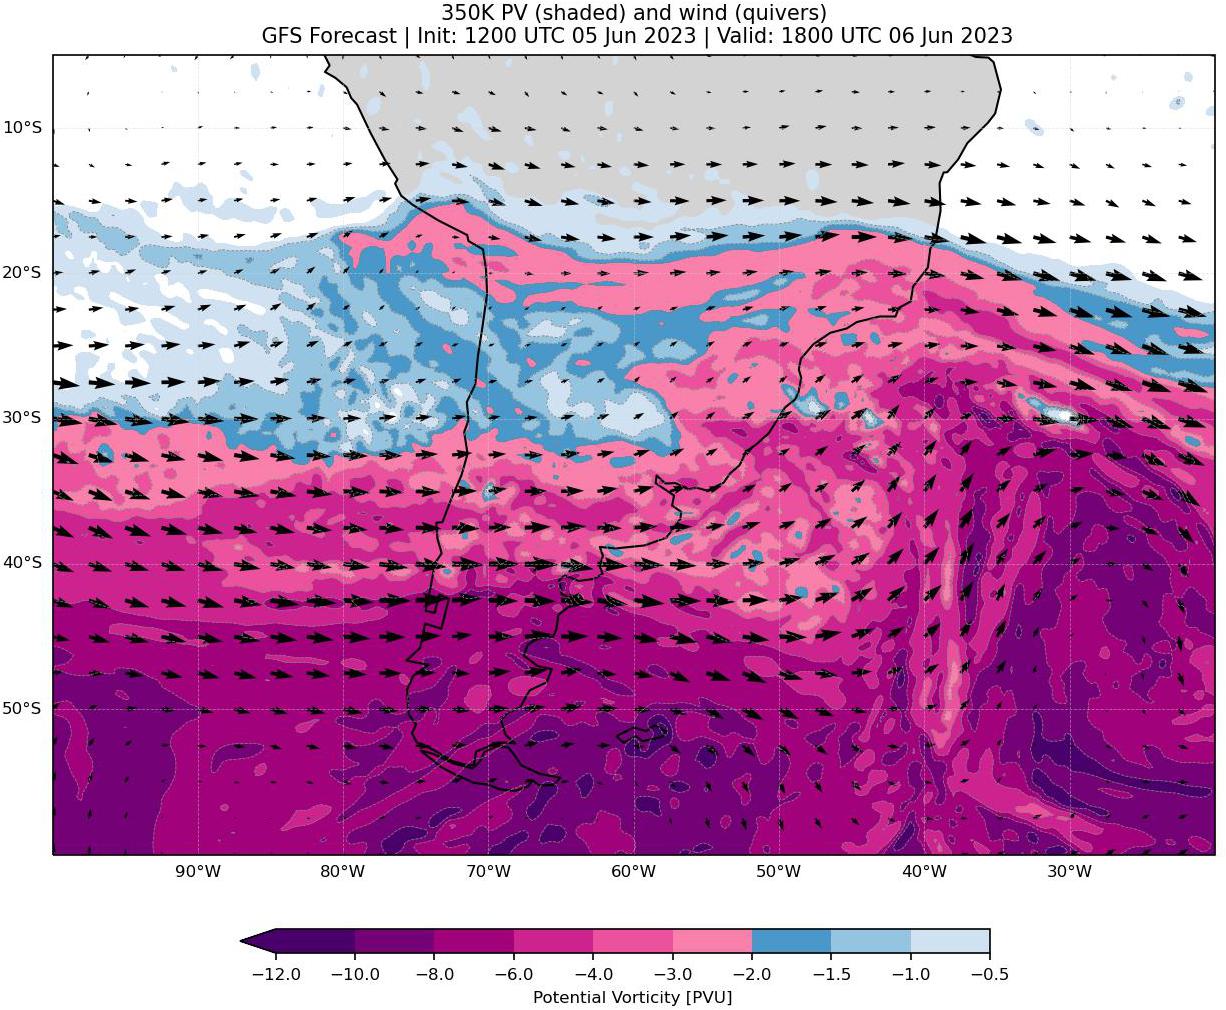 350K PV (shaded) and wind (quivers)
GFS Forecast | Init: 1200 UTC 05 Jun 2023 | Valid: 1800 UTC 06 Jun 2023
10°S
20°S
30°S
40°S
50°S
90°W 80°W 70°W 60°W 50°W 40°W 30°W
−12.0 −10.0 −8.0 −6.0 −4.0 −3.0 −2.0 −1.5 −1.0 −0.5
Potential Vorticity [PVU]